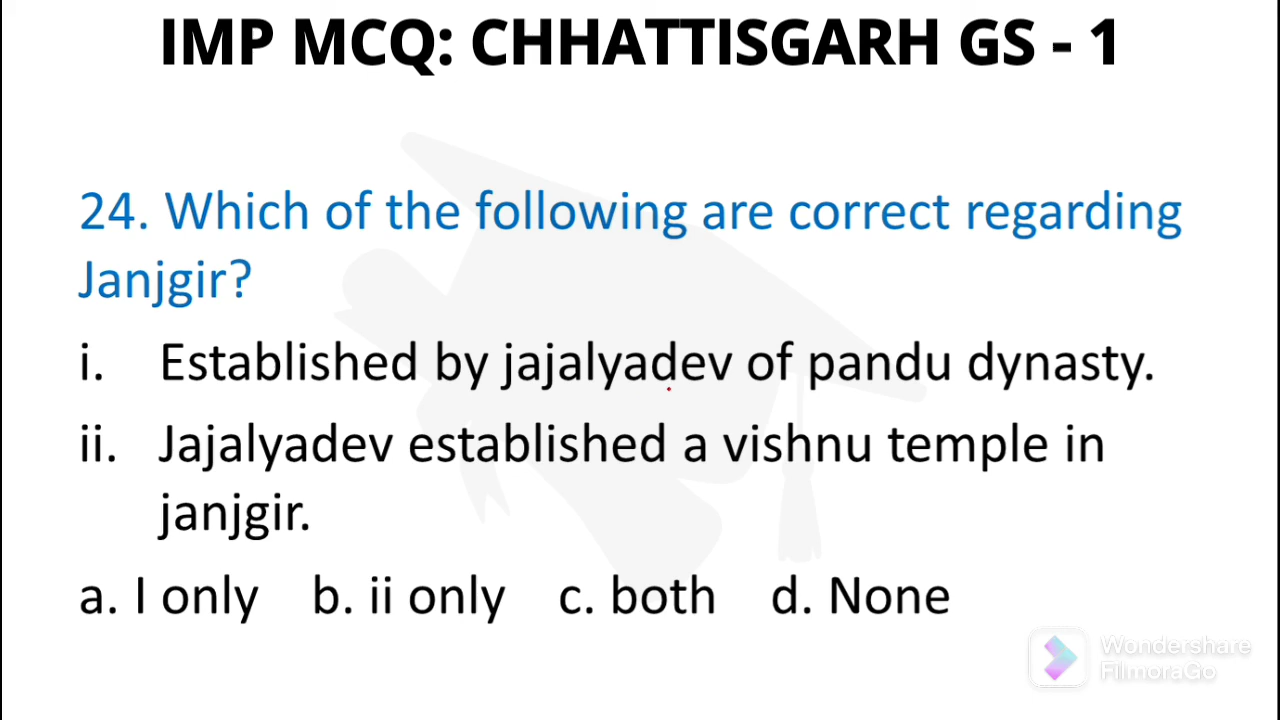 IMP MCQ: CHHATTISGARH GS - 1
24. Which of the following are correct regarding
Janjgir?
i. Established by jajalyadev of pandu dynasty.
ii. Jajalyadev established a vishnu temple in
janjgir.
a. I only b. ii only c. both d. None
Wondershare
FilmoraGo